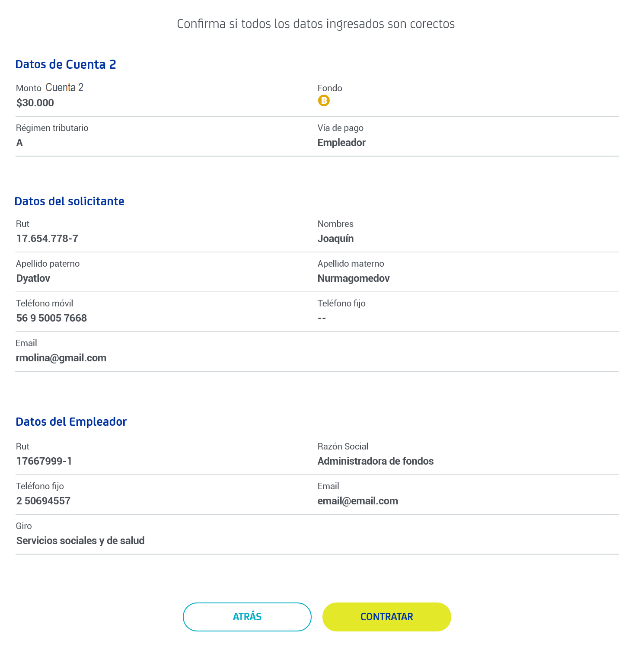 Confirma si todos los datos ingresados son corectos
Datos de Cuenta 2
Monto Cuenta 2
$30.000
Fondo
B
Régimen tributario
A
Vía de pago
Empleador
Datos del solicitante
Rut
17.654.778-7
Nombres
Joaquín
Apellido paterno
Dyatlov
Apellido materno
Nurmagomedov
Teléfono móvil
56 9 5005 7668
Teléfono fijo
--
Email
rmolina@gmail.com
Datos del Empleador
Rut
17667999-1
Razón Social
Administradora de fondos
Teléfono fijo
2 50694557
Email
email@email.com
Giro
Servicios sociales y de salud
ATRÁS
CONTRATAR